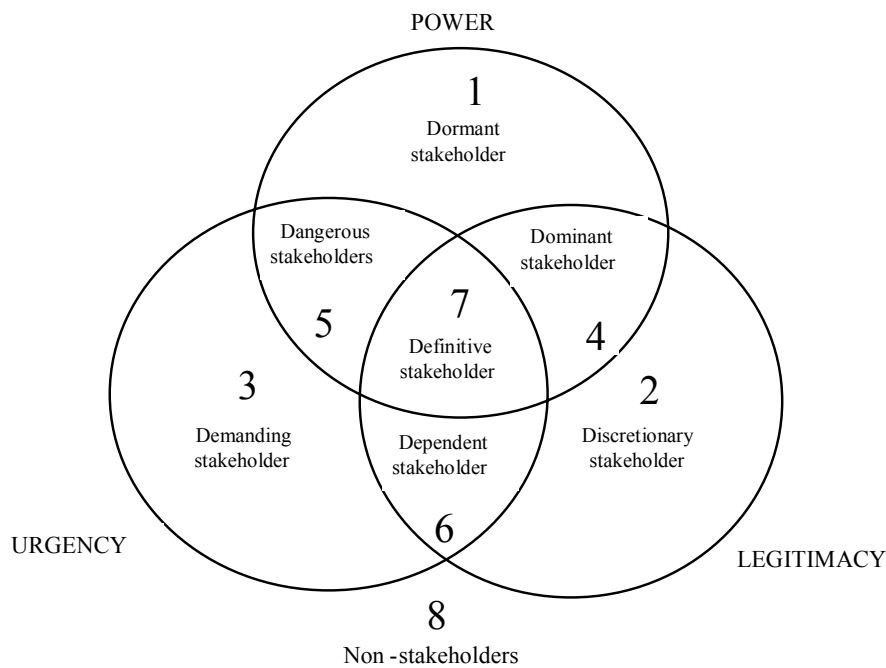 POWER
1
Dormant
stakeholder
Dangerous
stakeholders
Dominant
stakeholder
5
7
4
Definitive
stakeholder
3
Demanding
stakeholder
2
Discretionary
stakeholder
Dependent
stakeholder
6
URGENCY
LEGITIMACY
8
Non -stakeholders